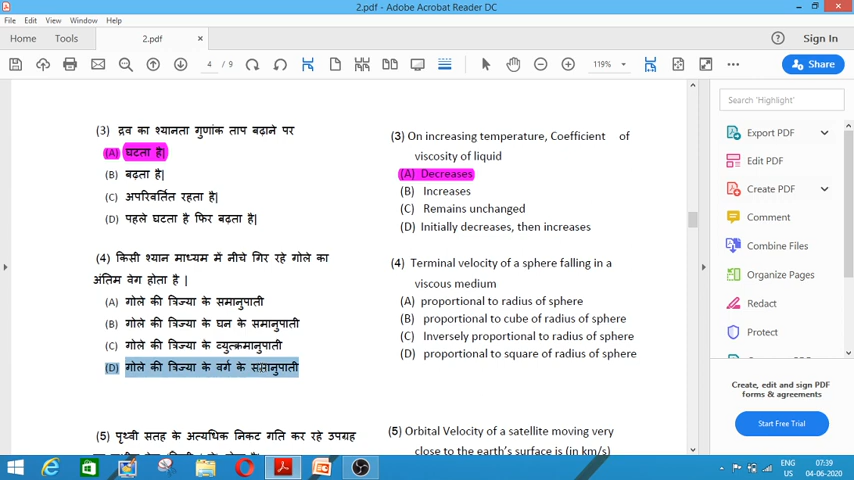 2.pdf - Adobe Acrobat Reader DC
File Edit View Window Help
Home Tools 2.pdf × Sign In
4 / 9 119% Share
(3) द्रव का श्यानता गुणांक ताप बढ़ाने पर
(A) घटता है|
(B) बढ़ता है|
(C) अपरिवर्तित रहता है|
(D) पहले घटता है फिर बढ़ता है|
(4) किसी श्यान माध्यम में नीचे गिर रहे गोले का
अंतिम वेग होता है |
(A) गोले की त्रिज्या के समानुपाती
(B) गोले की त्रिज्या के घन के समानुपाती
(C) गोले की त्रिज्या के व्युत्क्रमानुपाती
(D) गोले की त्रिज्या के वर्ग के समानुपाती
(5) पृथ्वी सतह के अत्यधिक निकट गति कर रहे उपग्रह
(3) On increasing temperature, Coefficient of
viscosity of liquid
(A) Decreases
(B) Increases
(C) Remains unchanged
(D) Initially decreases, then increases
(4) Terminal velocity of a sphere falling in a
viscous medium
(A) proportional to radius of sphere
(B) proportional to cube of radius of sphere
(C) Inversely proportional to radius of sphere
(D) proportional to square of radius of sphere
(5) Orbital Velocity of a satellite moving very
close to the earth's surface is (in km/s)
Search 'Highlight'
Export PDF
Edit PDF
Create PDF
Comment
Combine Files
Organize Pages
Redact
Protect
Create, edit and sign PDF
forms & agreements
Start Free Trial
ENG 07:39
US 04-06-2020